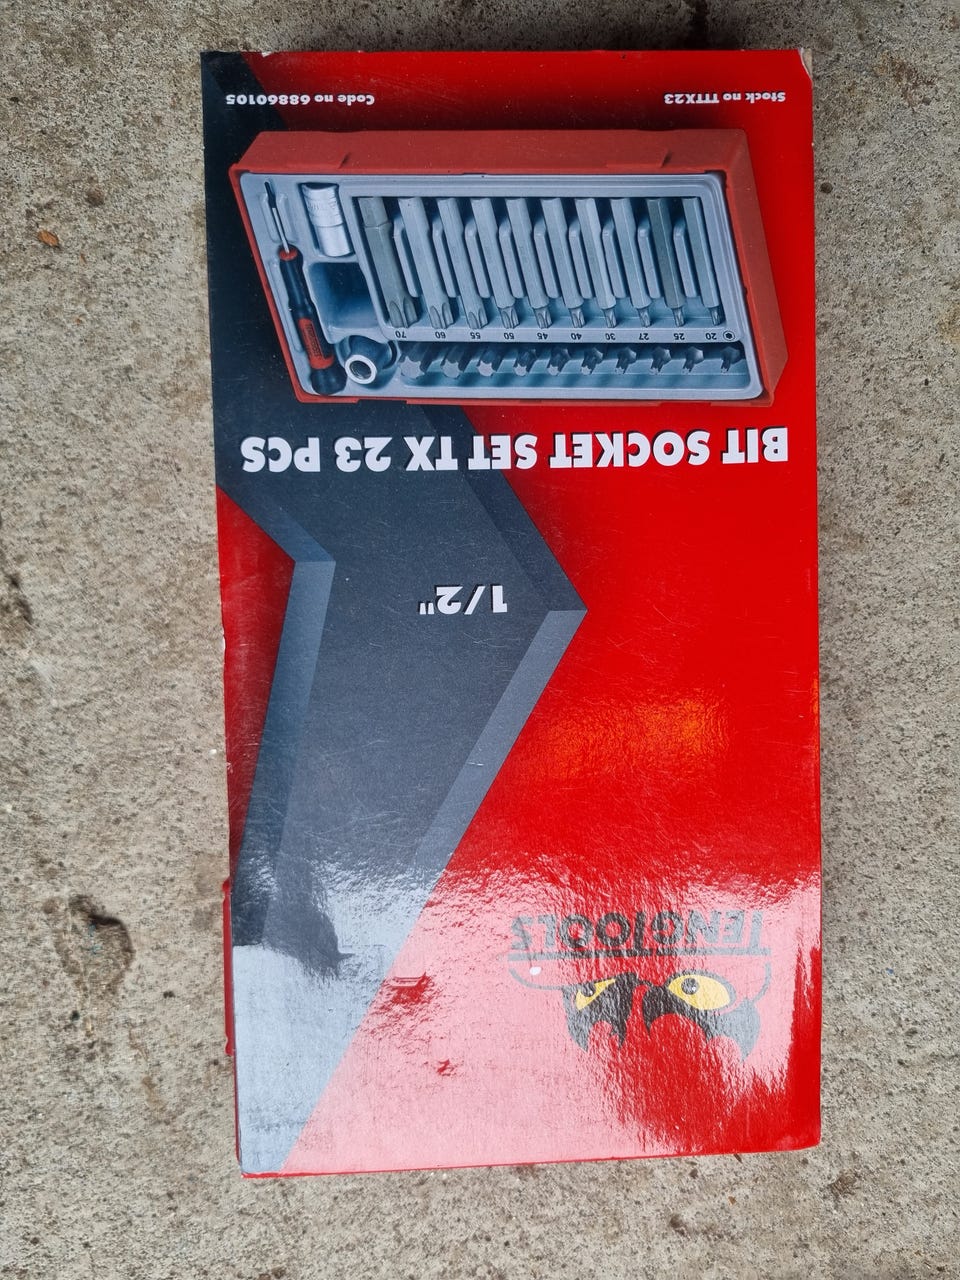 TENGTOOLS
1/2"
BIT SOCKET SET TX 23 PCS
20 25 27 30 40 45 50 55 60 70
Stock no TTTX23
Code no 68860105